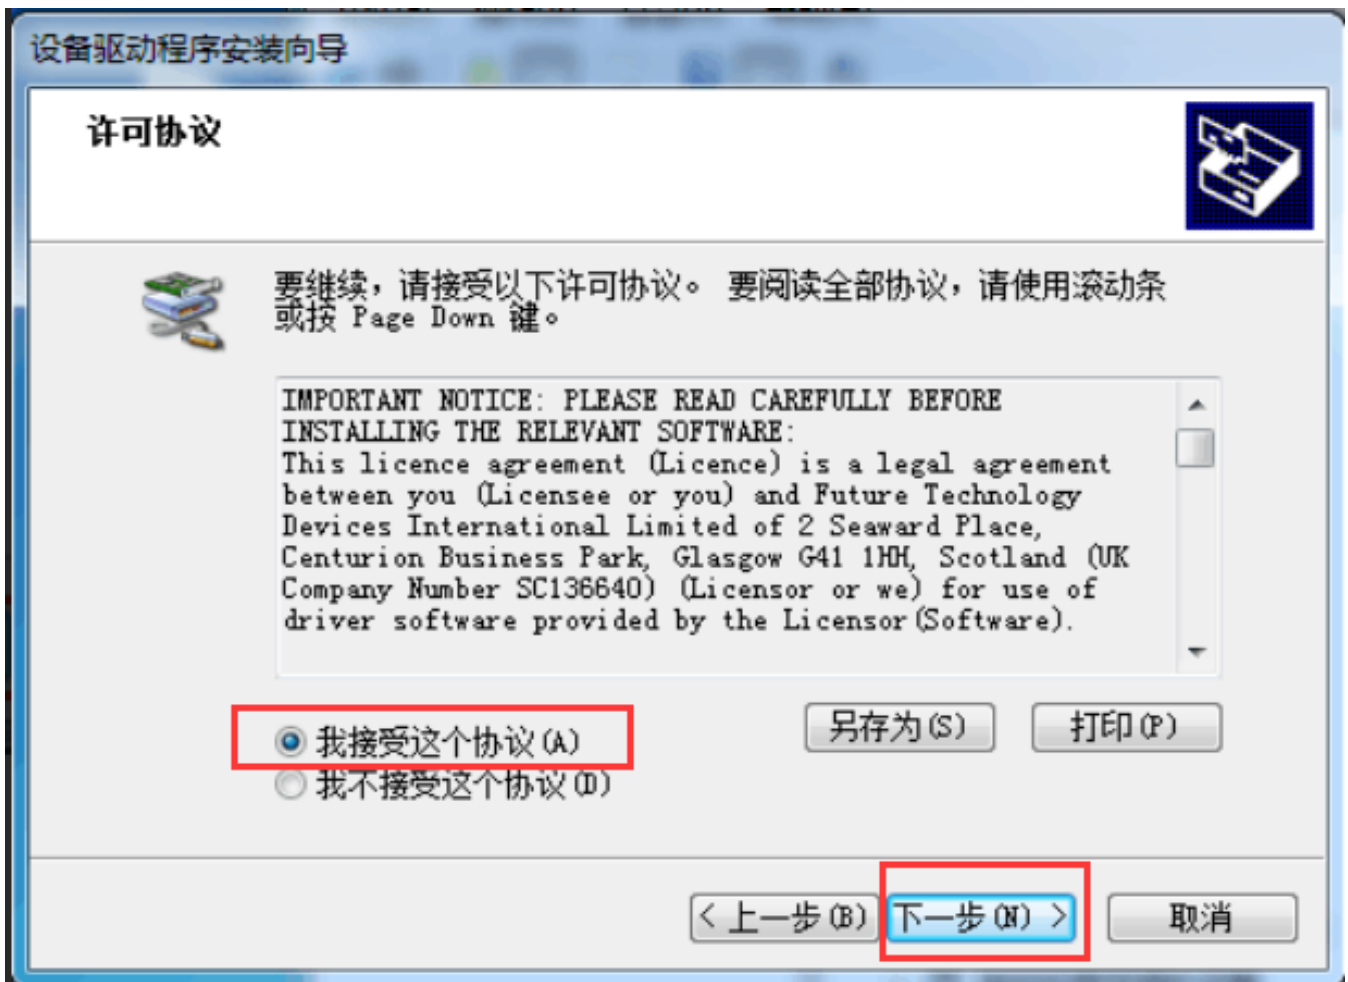 设备驱动程序安装向导
许可协议
要继续，请接受以下许可协议。 要阅读全部协议，请使用滚动条
或按 Page Down 键。
IMPORTANT NOTICE: PLEASE READ CAREFULLY BEFORE
INSTALLING THE RELEVANT SOFTWARE:
This licence agreement (Licence) is a legal agreement
between you (Licensee or you) and Future Technology
Devices International Limited of 2 Seaward Place,
Centurion Business Park, Glasgow G41 1HH, Scotland (UK
Company Number SC136640) (Licensor or we) for use of
driver software provided by the Licensor(Software).
我接受这个协议(A)
另存为(S)
打印(P)
我不接受这个协议(D)
< 上一步(B)
下一步(N) >
取消